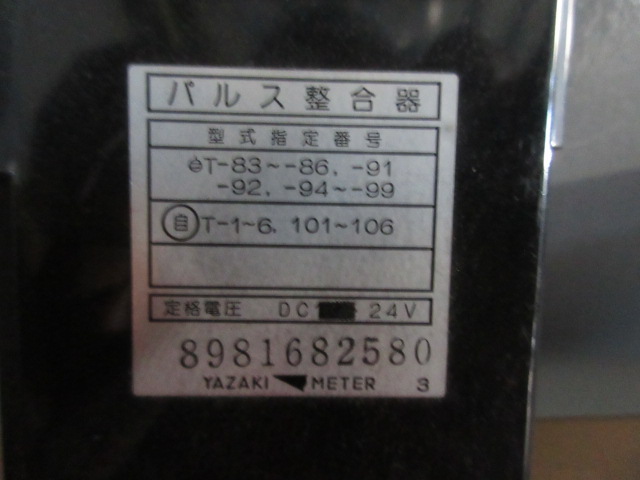 パルス整合器
型式指定番号
T-83~-86, -91
-92, -94~-99
自T-1~6, 101~106
定格電圧 DC 24V
8981682580
YAZAKI METER 3